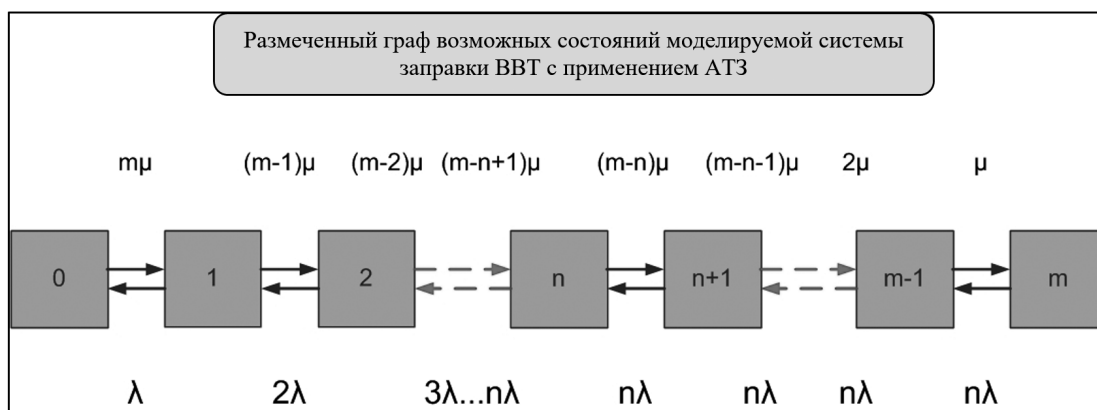 Размеченный граф возможных состояний моделируемой системы
заправки ВВТ с применением АТЗ
mμ (m-1)μ (m-2)μ (m-n+1)μ (m-n)μ (m-n-1)μ 2μ μ
0 1 2 n n+1 m-1 m
λ 2λ 3λ...nλ nλ nλ nλ nλ